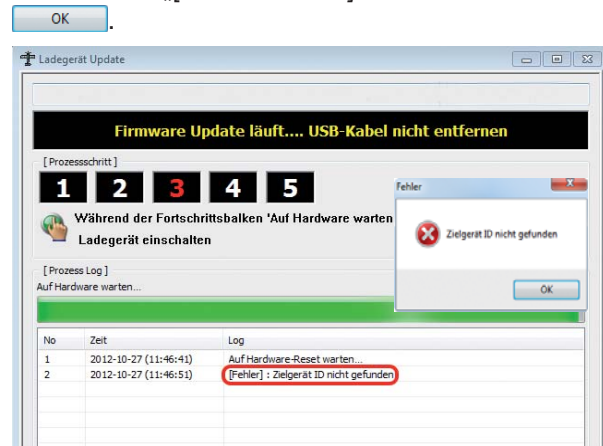 OK .
Ladegerät Update
Firmware Update läuft.... USB-Kabel nicht entfernen
[Prozessschritt]
1 2 3 4 5
Während der Fortschrittsbalken 'Auf Hardware warten
Ladegerät einschalten
Fehler
Zielgerät ID nicht gefunden
OK
[Prozess Log]
Auf Hardware warten...
No Zeit Log
1 2012-10-27 (11:46:41) Auf Hardware-Reset warten...
2 2012-10-27 (11:46:51) [Fehler] : Zielgerät ID nicht gefunden